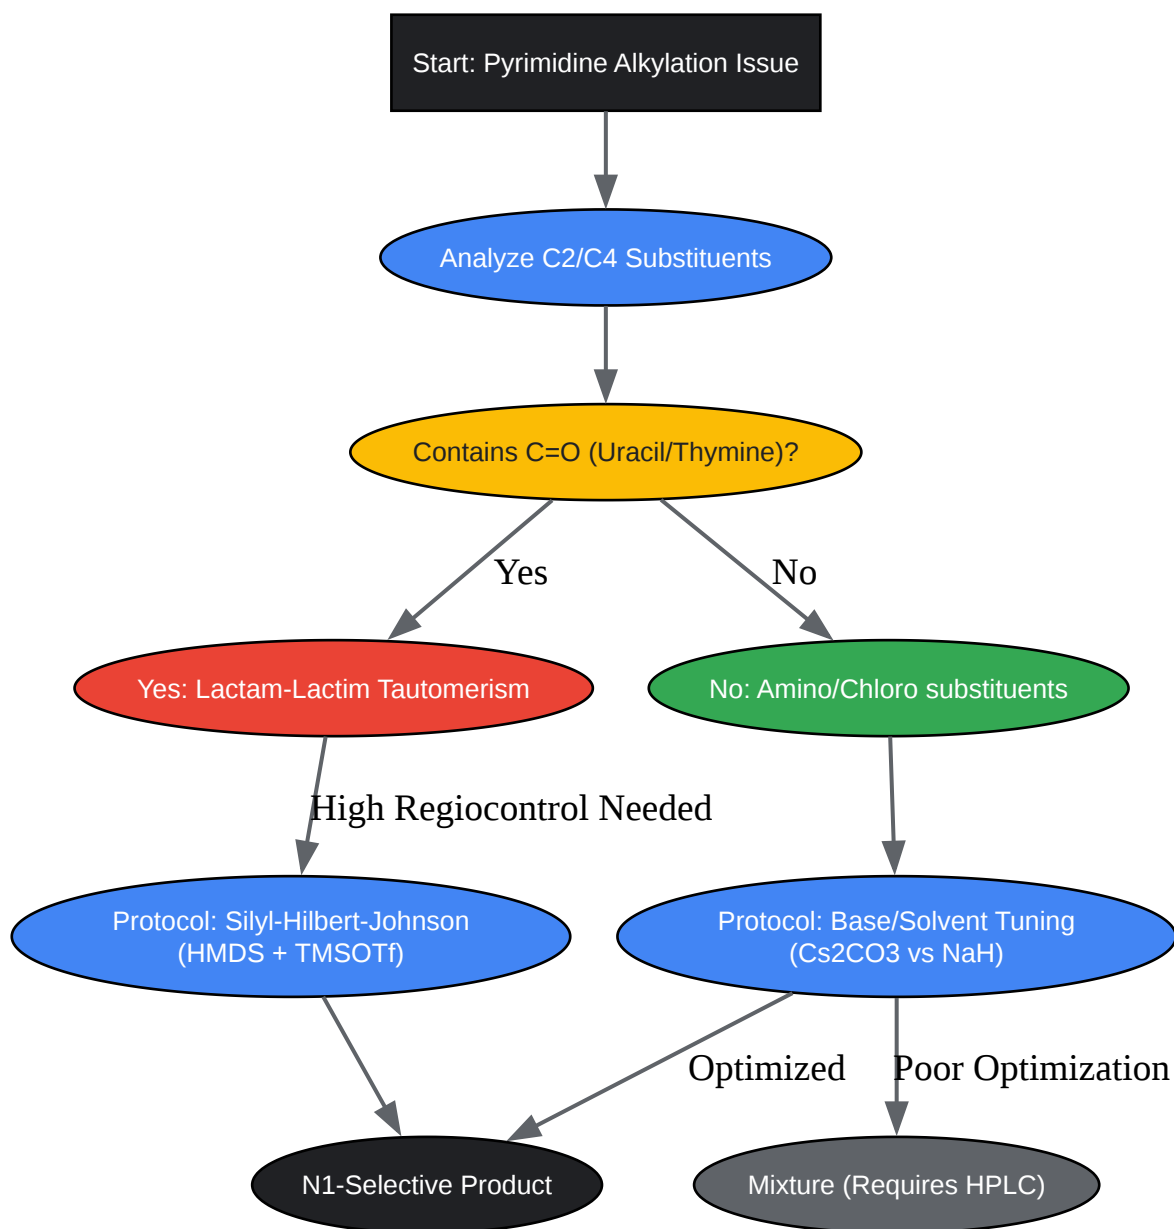 Start: Pyrimidine Alkylation Issue
Analyze C2/C4 Substituents
Contains C=O (Uracil/Thymine)?
Yes
No
Yes: Lactam-Lactim Tautomerism
No: Amino/Chloro substituents
High Regiocontrol Needed
Protocol: Silyl-Hilbert-Johnson
(HMDS + TMSOTf)
Protocol: Base/Solvent Tuning
(Cs2CO3 vs NaH)
Optimized
Poor Optimization
N1-Selective Product
Mixture (Requires HPLC)